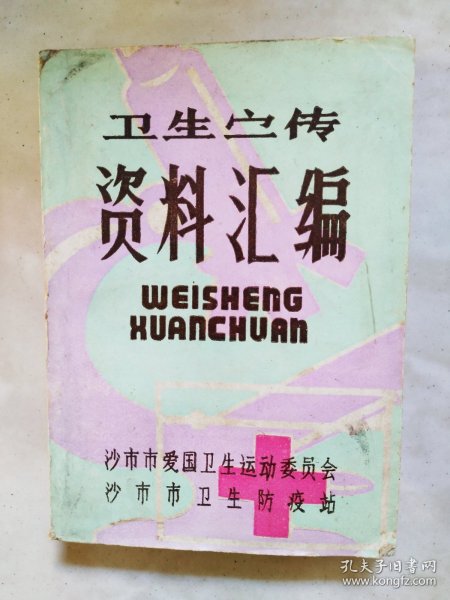 卫生宣传
资料汇编
WEISHENG
XUANCHUAN
沙市市爱国卫生运动委员会
沙市市卫生防疫站
孔夫子旧书网
www.kongfz.com